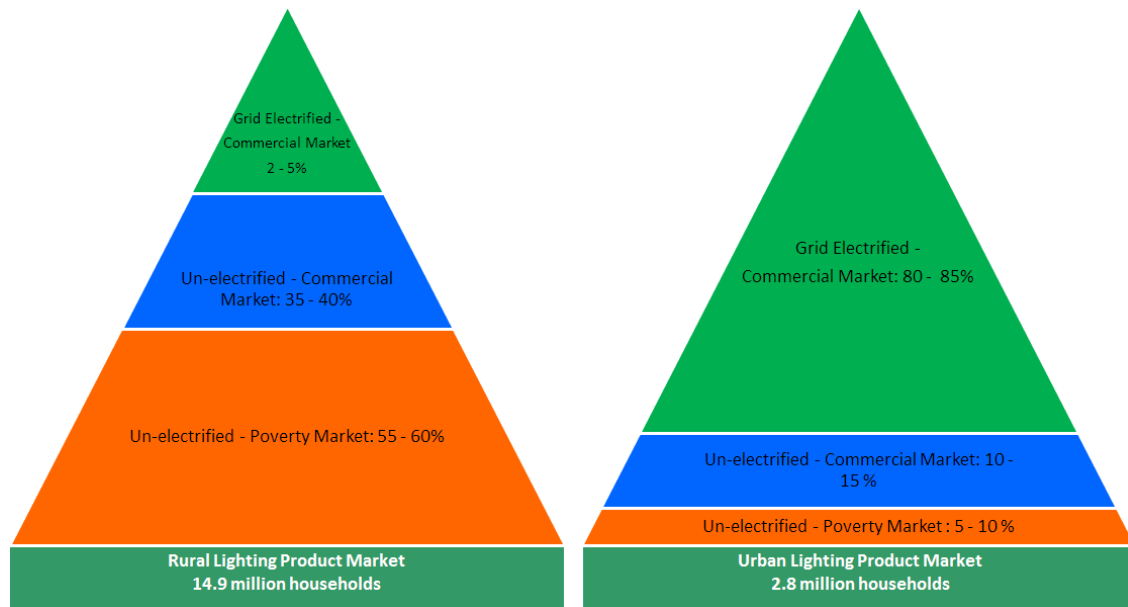 Grid Electrified -
Commercial Market
2 - 5%
Un-electrified - Commercial
Market: 35 - 40%
Un-electrified - Poverty Market: 55 - 60%
Rural Lighting Product Market
14.9 million households
Grid Electrified -
Commercial Market: 80 - 85%
Un-electrified - Commercial Market: 10 -
15 %
Un-electrified - Poverty Market : 5 - 10 %
Urban Lighting Product Market
2.8 million households